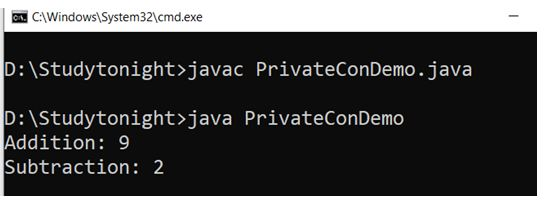 C:\Windows\System32\cmd.exe
D:\Studytonight>javac PrivateConDemo.java
D:\Studytonight>java PrivateConDemo
Addition: 9
Subtraction: 2